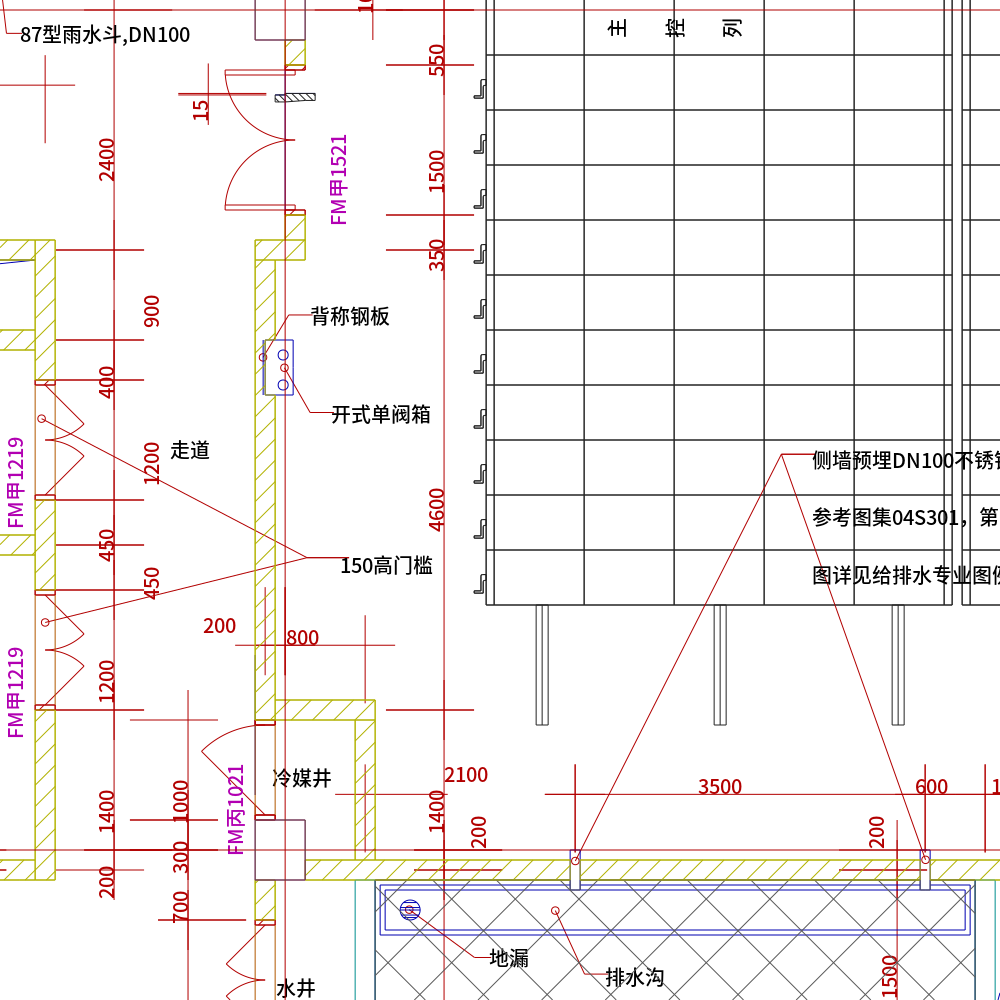 主 控 列
87型雨水斗,DN100
550
15
2400
1500
FM甲1521
350
900
背称钢板
400
开式单阀箱
走道
1200
FM甲1219
侧墙预埋DN100不锈
参考图集04S301，第
4600
450
150高门槛
450
图详见给排水专业图
200
800
FM甲1219
1200
冷媒井
2100
3500
600
1
FM丙1021
1000
1400
1400
200
200
300
200
700
地漏
排水沟
1500
水井